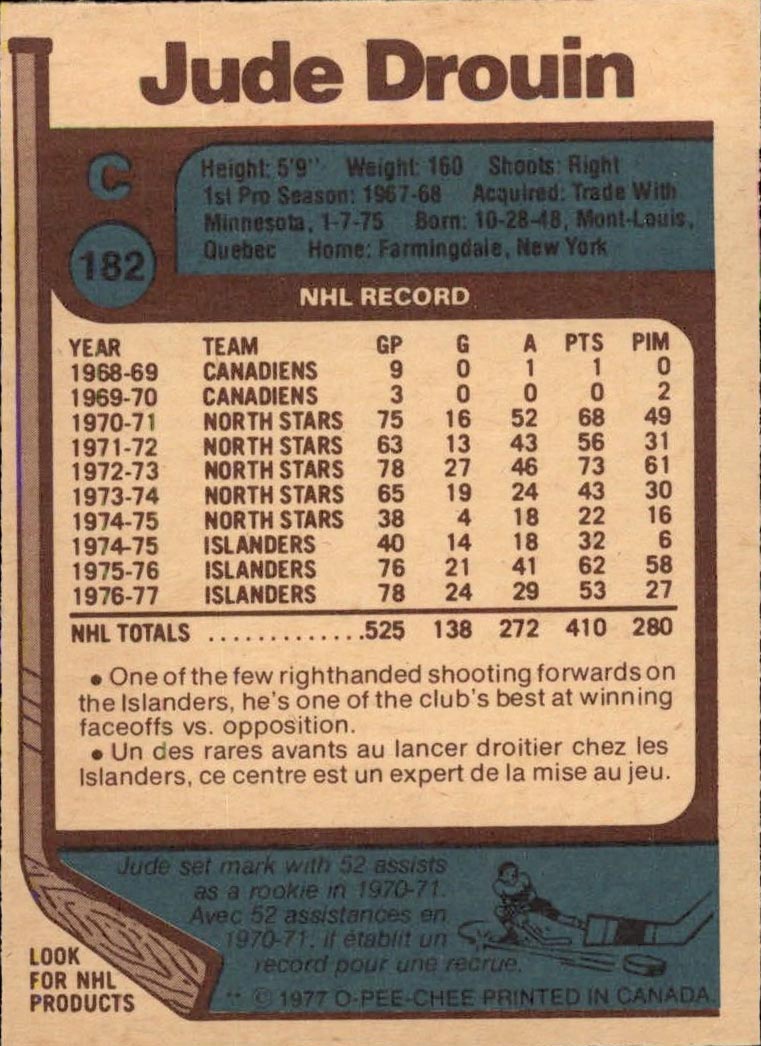 Jude Drouin
C
182
Height: 5'9" Weight: 160 Shoots: Right
1st Pro Season: 1967-68 Acquired: Trade With
Minnesota, 1-7-75 Born: 10-28-48, Mont-Louis,
Quebec Home: Farmingdale, New York
NHL RECORD
YEAR TEAM GP G A PTS PIM
1968-69 CANADIENS 9 0 1 1 0
1969-70 CANADIENS 3 0 0 0 2
1970-71 NORTH STARS 75 16 52 68 49
1971-72 NORTH STARS 63 13 43 56 31
1972-73 NORTH STARS 78 27 46 73 61
1973-74 NORTH STARS 65 19 24 43 30
1974-75 NORTH STARS 38 4 18 22 16
1974-75 ISLANDERS 40 14 18 32 6
1975-76 ISLANDERS 76 21 41 62 58
1976-77 ISLANDERS 78 24 29 53 27
NHL TOTALS .............525 138 272 410 280
• One of the few righthanded shooting forwards on
the Islanders, he's one of the club's best at winning
faceoffs vs. opposition.
• Un des rares avants au lancer droitier chez les
Islanders, ce centre est un expert de la mise au jeu.
Jude set mark with 52 assists
as a rookie in 1970-71.
Avec 52 assistances en
1970-71, il établit un
record pour une recrue.
LOOK
FOR NHL
PRODUCTS
** © 1977 O-PEE-CHEE PRINTED IN CANADA.